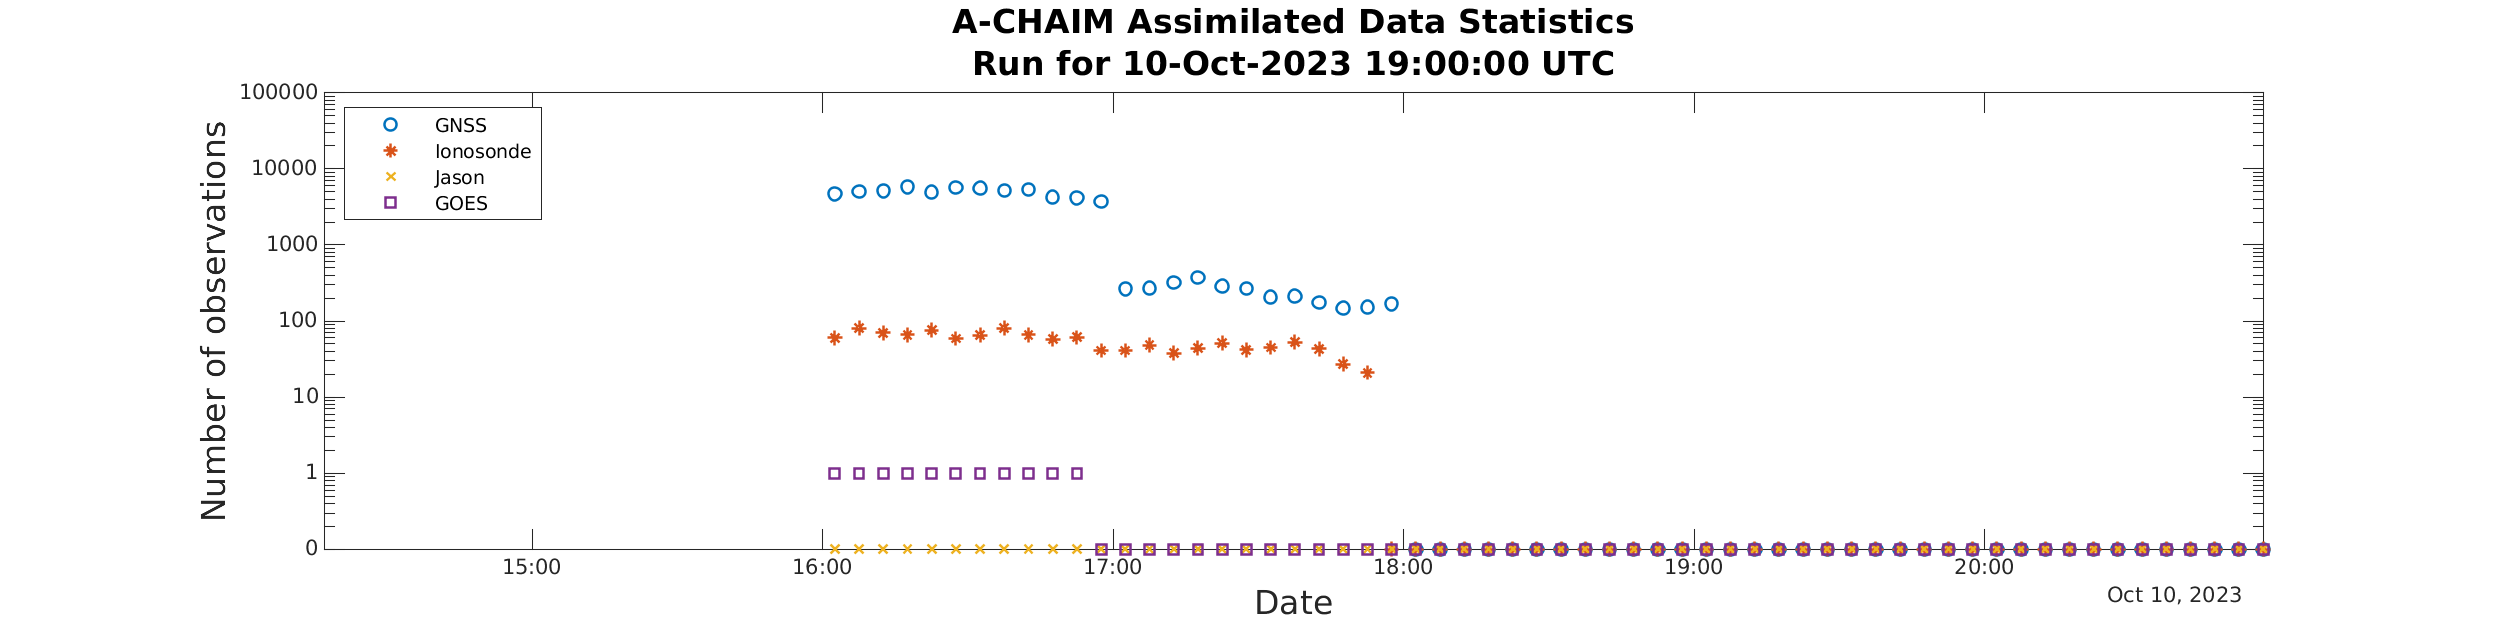 A-CHAIM Assimilated Data Statistics
Run for 10-Oct-2023 19:00:00 UTC
Number of observations
100000
10000
1000
100
10
1
0
GNSS
Ionosonde
Jason
GOES
15:00 16:00 17:00 18:00 19:00 20:00
Date
Oct 10, 2023